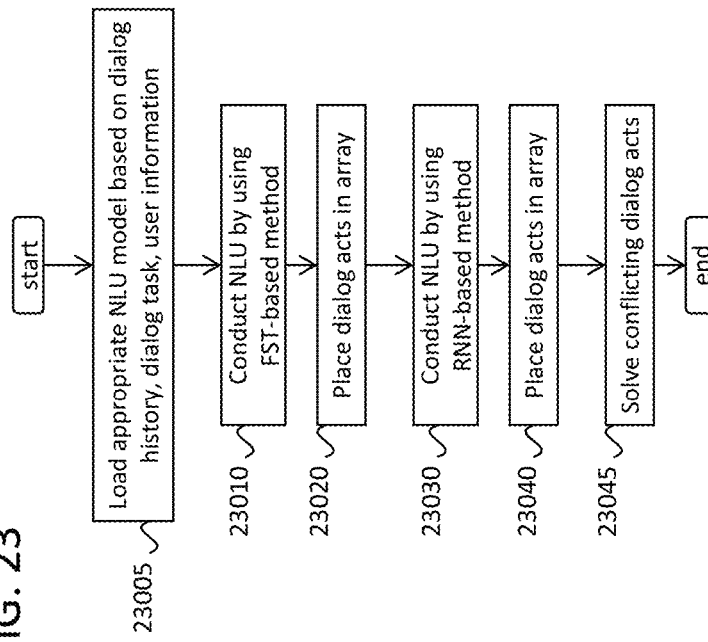 IG. 23
start
Load appropriate NLU model based on dialog
history, dialog task, user information
23005
Conduct NLU by using
FST-based method
23010
Place dialog acts in array
23020
Conduct NLU by using
RNN-based method
23030
Place dialog acts in array
23040
Solve conflicting dialog acts
23045
end